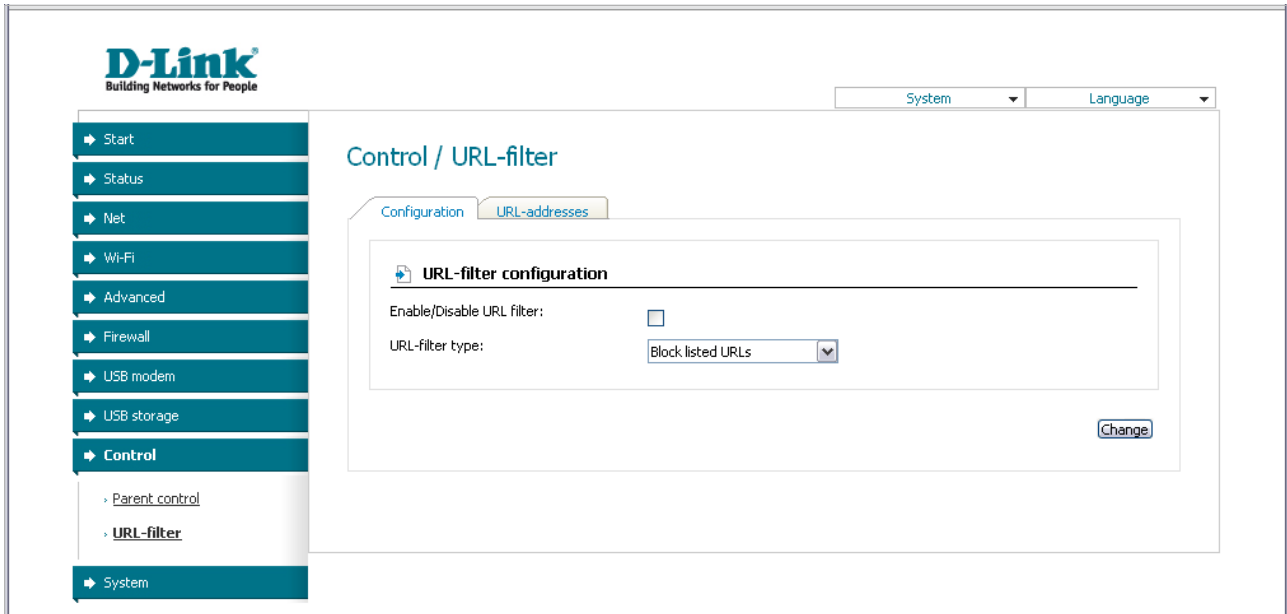 D-Link
Building Networks for People
System
Language
Start
Status
Net
Wi-Fi
Advanced
Firewall
USB modem
USB storage
Control
Parent control
URL-filter
System
Control / URL-filter
Configuration
URL-addresses
URL-filter configuration
Enable/Disable URL filter:
URL-filter type:
Block listed URLs
Change